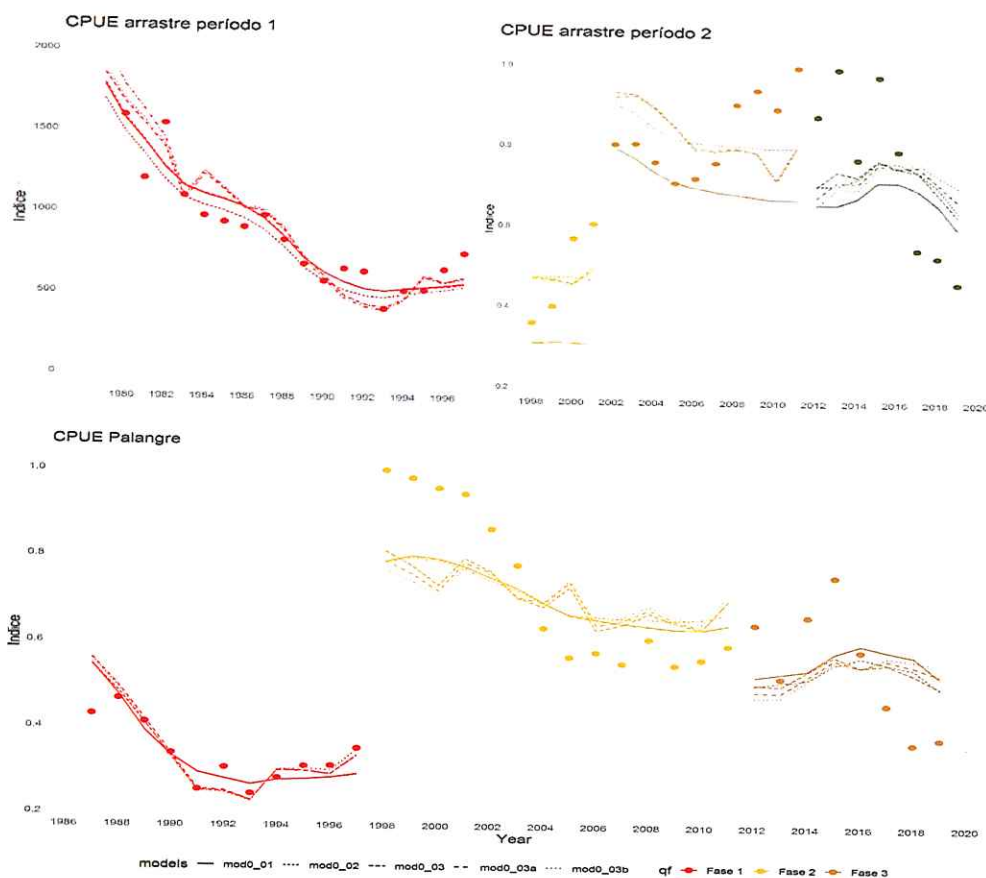 CPUE arrastre período 1
2000
1500
1000
500
0
Indice
1980 1982 1984 1986 1988 1990 1992 1994 1996
CPUE arrastre período 2
1.0
0.8
0.6
0.4
0.2
Indice
1998 2000 2002 2004 2006 2008 2010 2012 2014 2016 2018 2020
CPUE Palangre
1.0
0.8
0.6
0.4
0.2
Indice
1986 1988 1990 1992 1994 1996 1998 2000 2002 2004 2006 2008 2010 2012 2014 2016 2018 2020
Year
models mod0_01 mod0_02 mod0_03 mod0_03a mod0_03b qf Fase 1 Fase 2 Fase 3